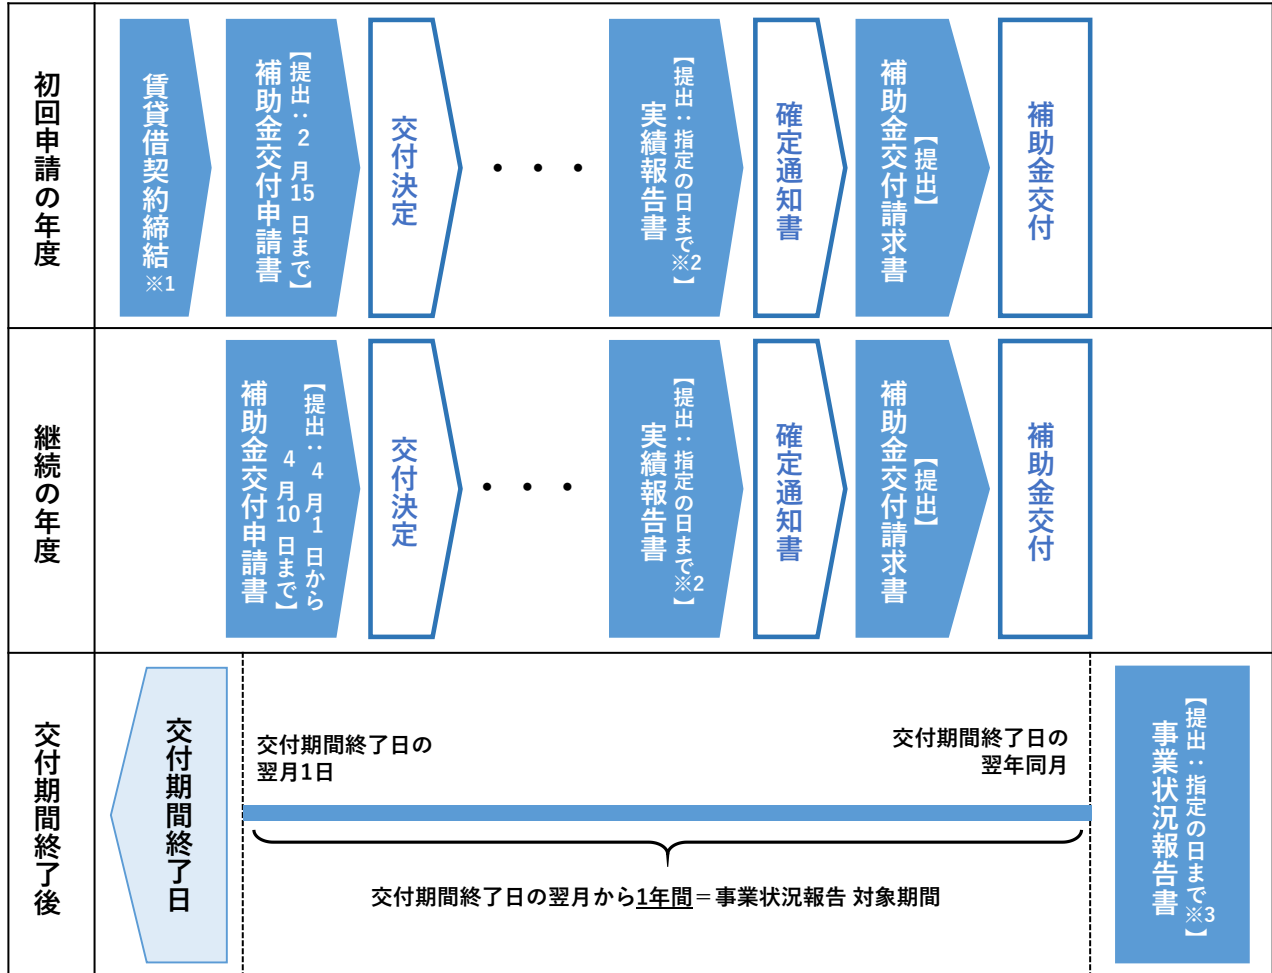 初回申請の年度
賃貸借契約締結
※1
補助金交付申請書
【提出：2月15日まで】
交付決定
・・・
実績報告書
【提出：指定の日まで※2】
確定通知書
補助金交付請求書
【提出】
補助金交付
継続の年度
補助金交付申請書
【提出：4月1日から
4月10日まで】
交付決定
・・・
実績報告書
【提出：指定の日まで※2】
確定通知書
補助金交付請求書
【提出】
補助金交付
交付期間終了後
交付期間終了日
交付期間終了日の
翌月1日
交付期間終了日の
翌年同月
交付期間終了日の翌月から1年間＝事業状況報告 対象期間
事業状況報告書
【提出：指定の日まで※3】